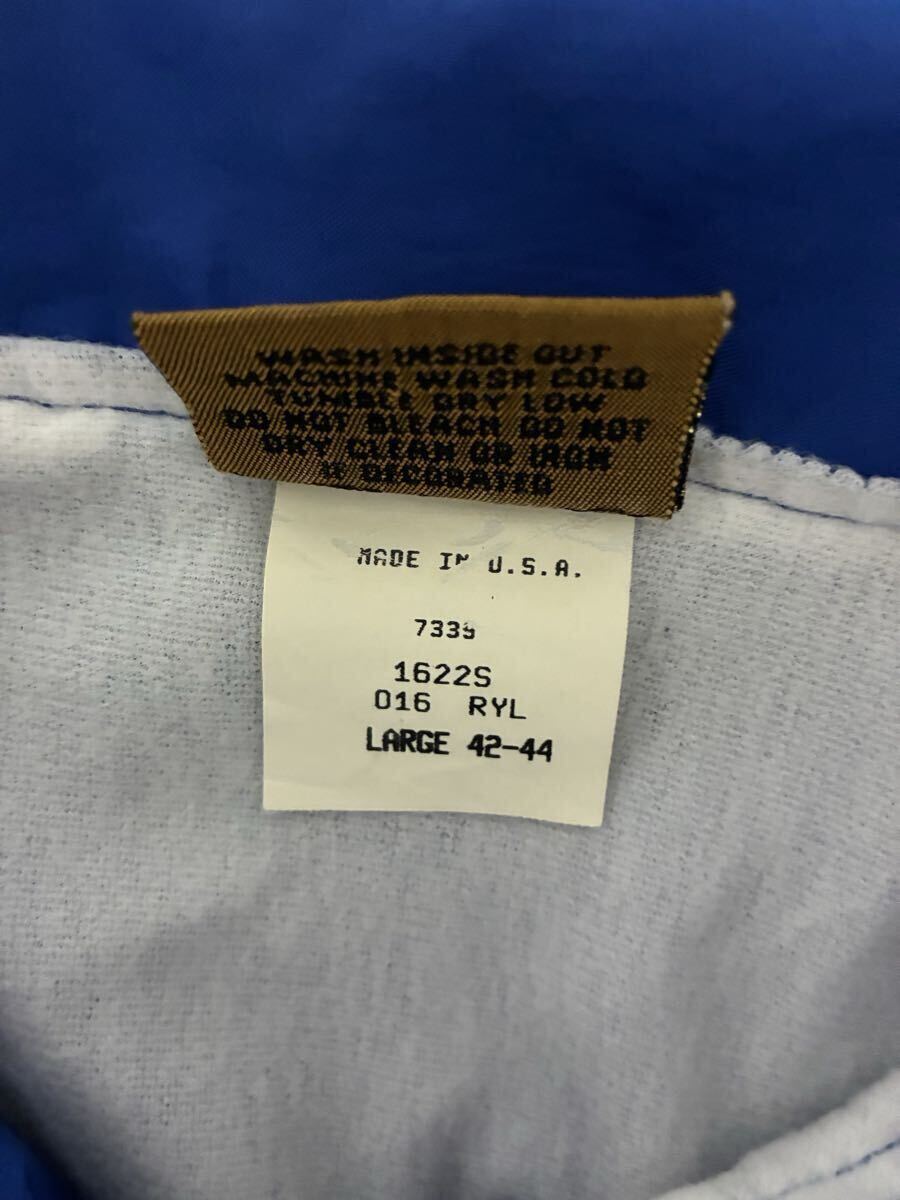 WASH INSIDE OUT
MACHINE WASH COLD
TUMBLE DRY LOW
DO NOT BLEACH DO NOT
DRY CLEAN OR IRON
IF DECORATED
MADE IN U.S.A.
7339
1622S
016 RYL
LARGE 42-44